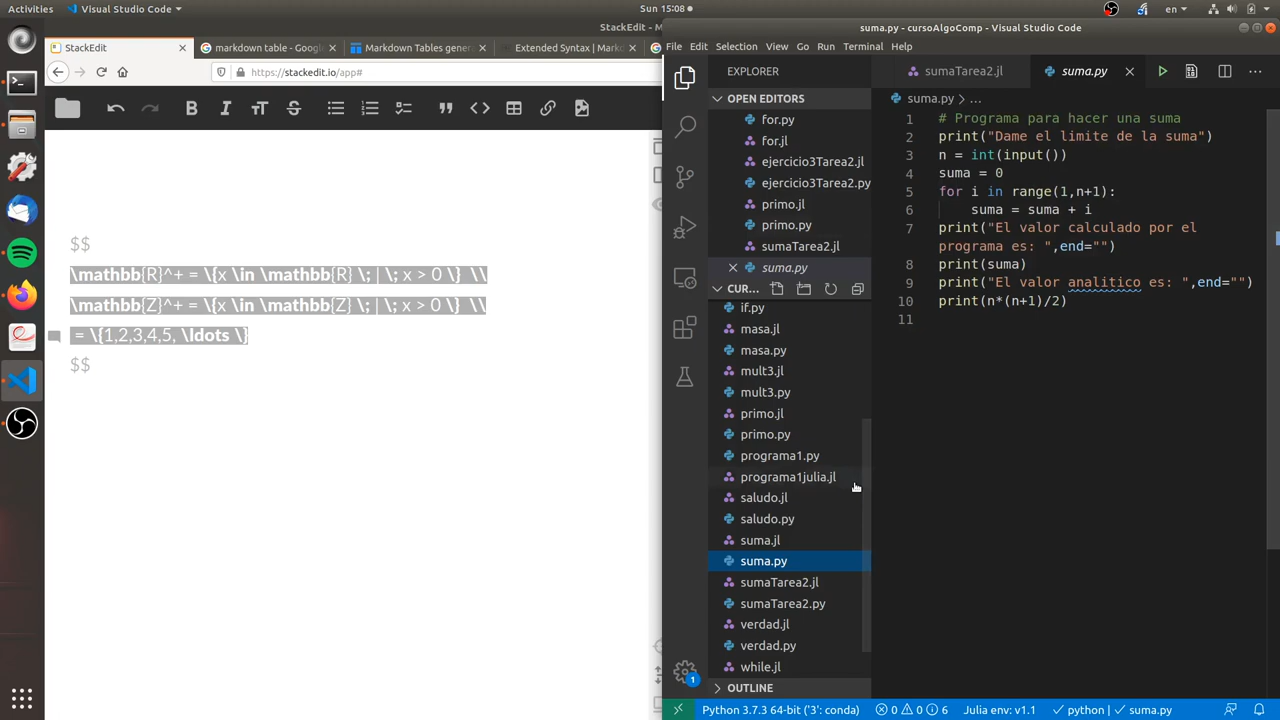 Activities
Visual Studio Code
Sun 15:08
en
StackEdit
markdown table - Google
Markdown Tables gener
Extended Syntax | Markd
https://stackedit.io/app#
$$
\mathbb{R}^+ = \{x \in \mathbb{R} \; | \; x > 0 \} \\
\mathbb{Z}^+ = \{x \in \mathbb{Z} \; | \; x > 0 \} \\
= \{1,2,3,4,5, \ldots \}
$$
suma.py - cursoAlgoComp - Visual Studio Code
File Edit Selection View Go Run Terminal Help
EXPLORER
OPEN EDITORS
for.py
for.jl
ejercicio3Tarea2.jl
ejercicio3Tarea2.py
primo.jl
primo.py
sumaTarea2.jl
suma.py
CUR...
if.py
masa.jl
masa.py
mult3.jl
mult3.py
primo.jl
primo.py
programa1.py
programa1julia.jl
saludo.jl
saludo.py
suma.jl
suma.py
sumaTarea2.jl
sumaTarea2.py
verdad.jl
verdad.py
while.jl
OUTLINE
sumaTarea2.jl
suma.py
suma.py > ...
1 # Programa para hacer una suma
2 print("Dame el limite de la suma")
3 n = int(input())
4 suma = 0
5 for i in range(1,n+1):
6 suma = suma + i
7 print("El valor calculado por el
programa es: ",end="")
8 print(suma)
9 print("El valor analitico es: ",end="")
10 print(n*(n+1)/2)
11
1
Python 3.7.3 64-bit ('3': conda)
0 0 6
Julia env: v1.1
python | suma.py